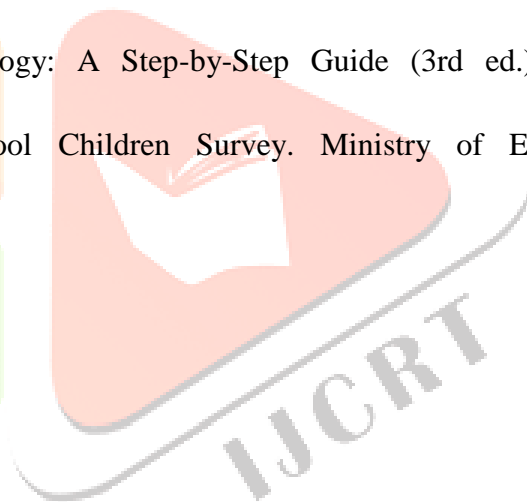 ogy: A Step-by-Step Guide (3rd ed.)
ool Children Survey. Ministry of E
IJCRT